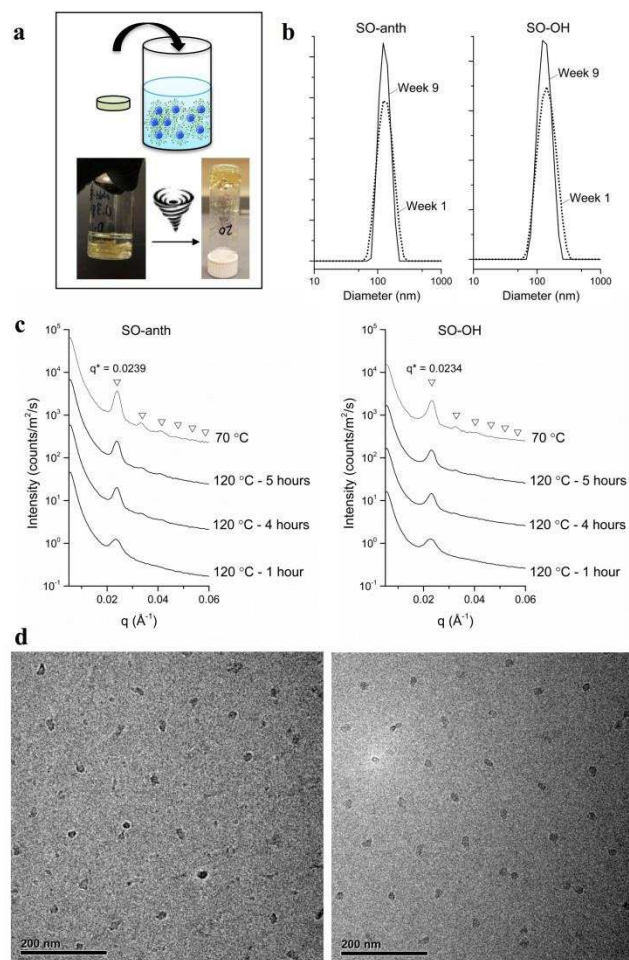 a
b
SO-anth
SO-OH
Week 9
Week 9
Week 1
Week 1
10 100 1000
10 100 1000
Diameter (nm)
Diameter (nm)
20
c
SO-anth
SO-OH
Intensity (counts/m²/s)
10⁵
10⁴
10³
10²
10¹
10⁰
10⁻¹
q* = 0.0239
70 °C
120 °C - 5 hours
120 °C - 4 hours
120 °C - 1 hour
0.02 0.04 0.06
q (Å⁻¹)
Intensity (counts/m²/s)
10⁵
10⁴
10³
10²
10¹
10⁰
10⁻¹
q* = 0.0234
70 °C
120 °C - 5 hours
120 °C - 4 hours
120 °C - 1 hour
0.02 0.04 0.06
q (Å⁻¹)
d
200 nm
200 nm